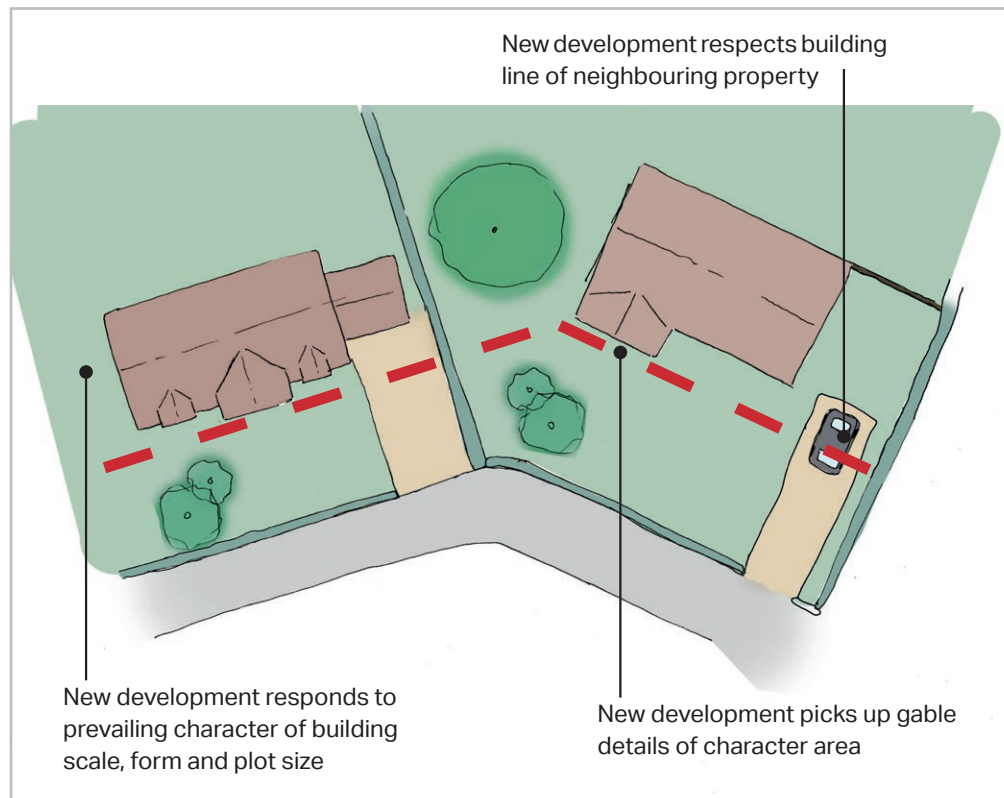 New development respects building
line of neighbouring property
New development responds to
prevailing character of building
scale, form and plot size
New development picks up gable
details of character area